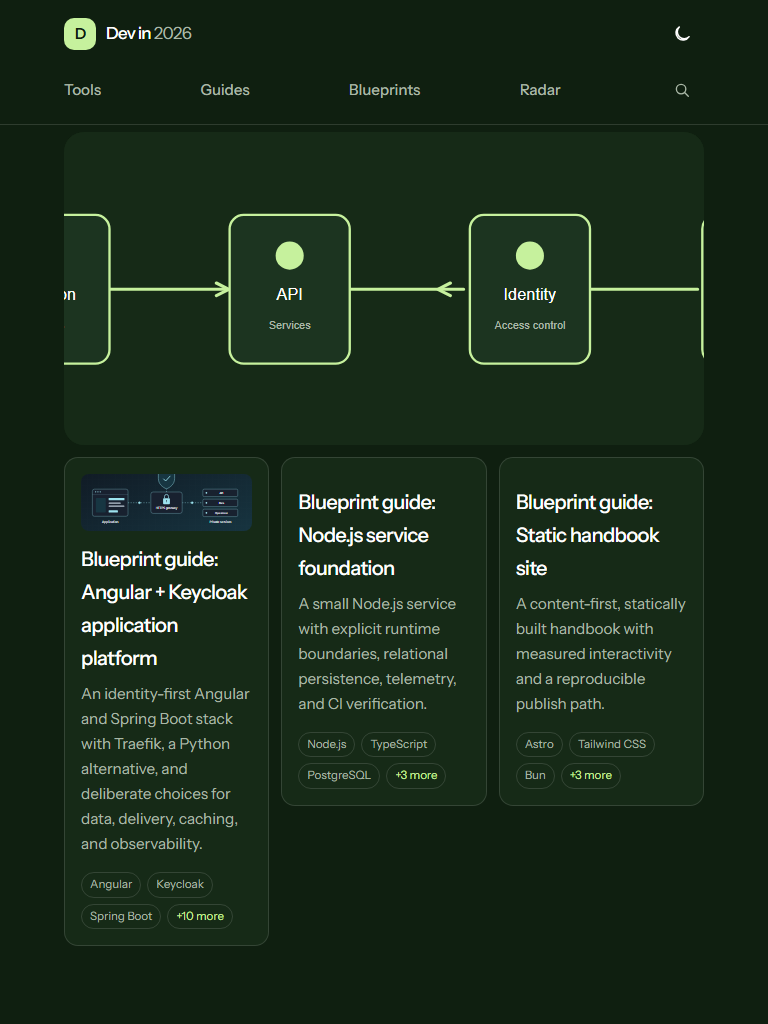 D Dev in 2026
Tools Guides Blueprints Radar
on API Identity
Services Access control
Application
Blueprint guide:
Angular + Keycloak
application
platform
An identity-first Angular
and Spring Boot stack
with Traefik, a Python
alternative, and
deliberate choices for
data, delivery, caching,
and observability.
Angular Keycloak
Spring Boot +10 more
Blueprint guide:
Node.js service
foundation
A small Node.js service
with explicit runtime
boundaries, relational
persistence, telemetry,
and CI verification.
Node.js TypeScript
PostgreSQL +3 more
Blueprint guide:
Static handbook
site
A content-first, statically
built handbook with
measured interactivity
and a reproducible
publish path.
Astro Tailwind CSS
Bun +3 more